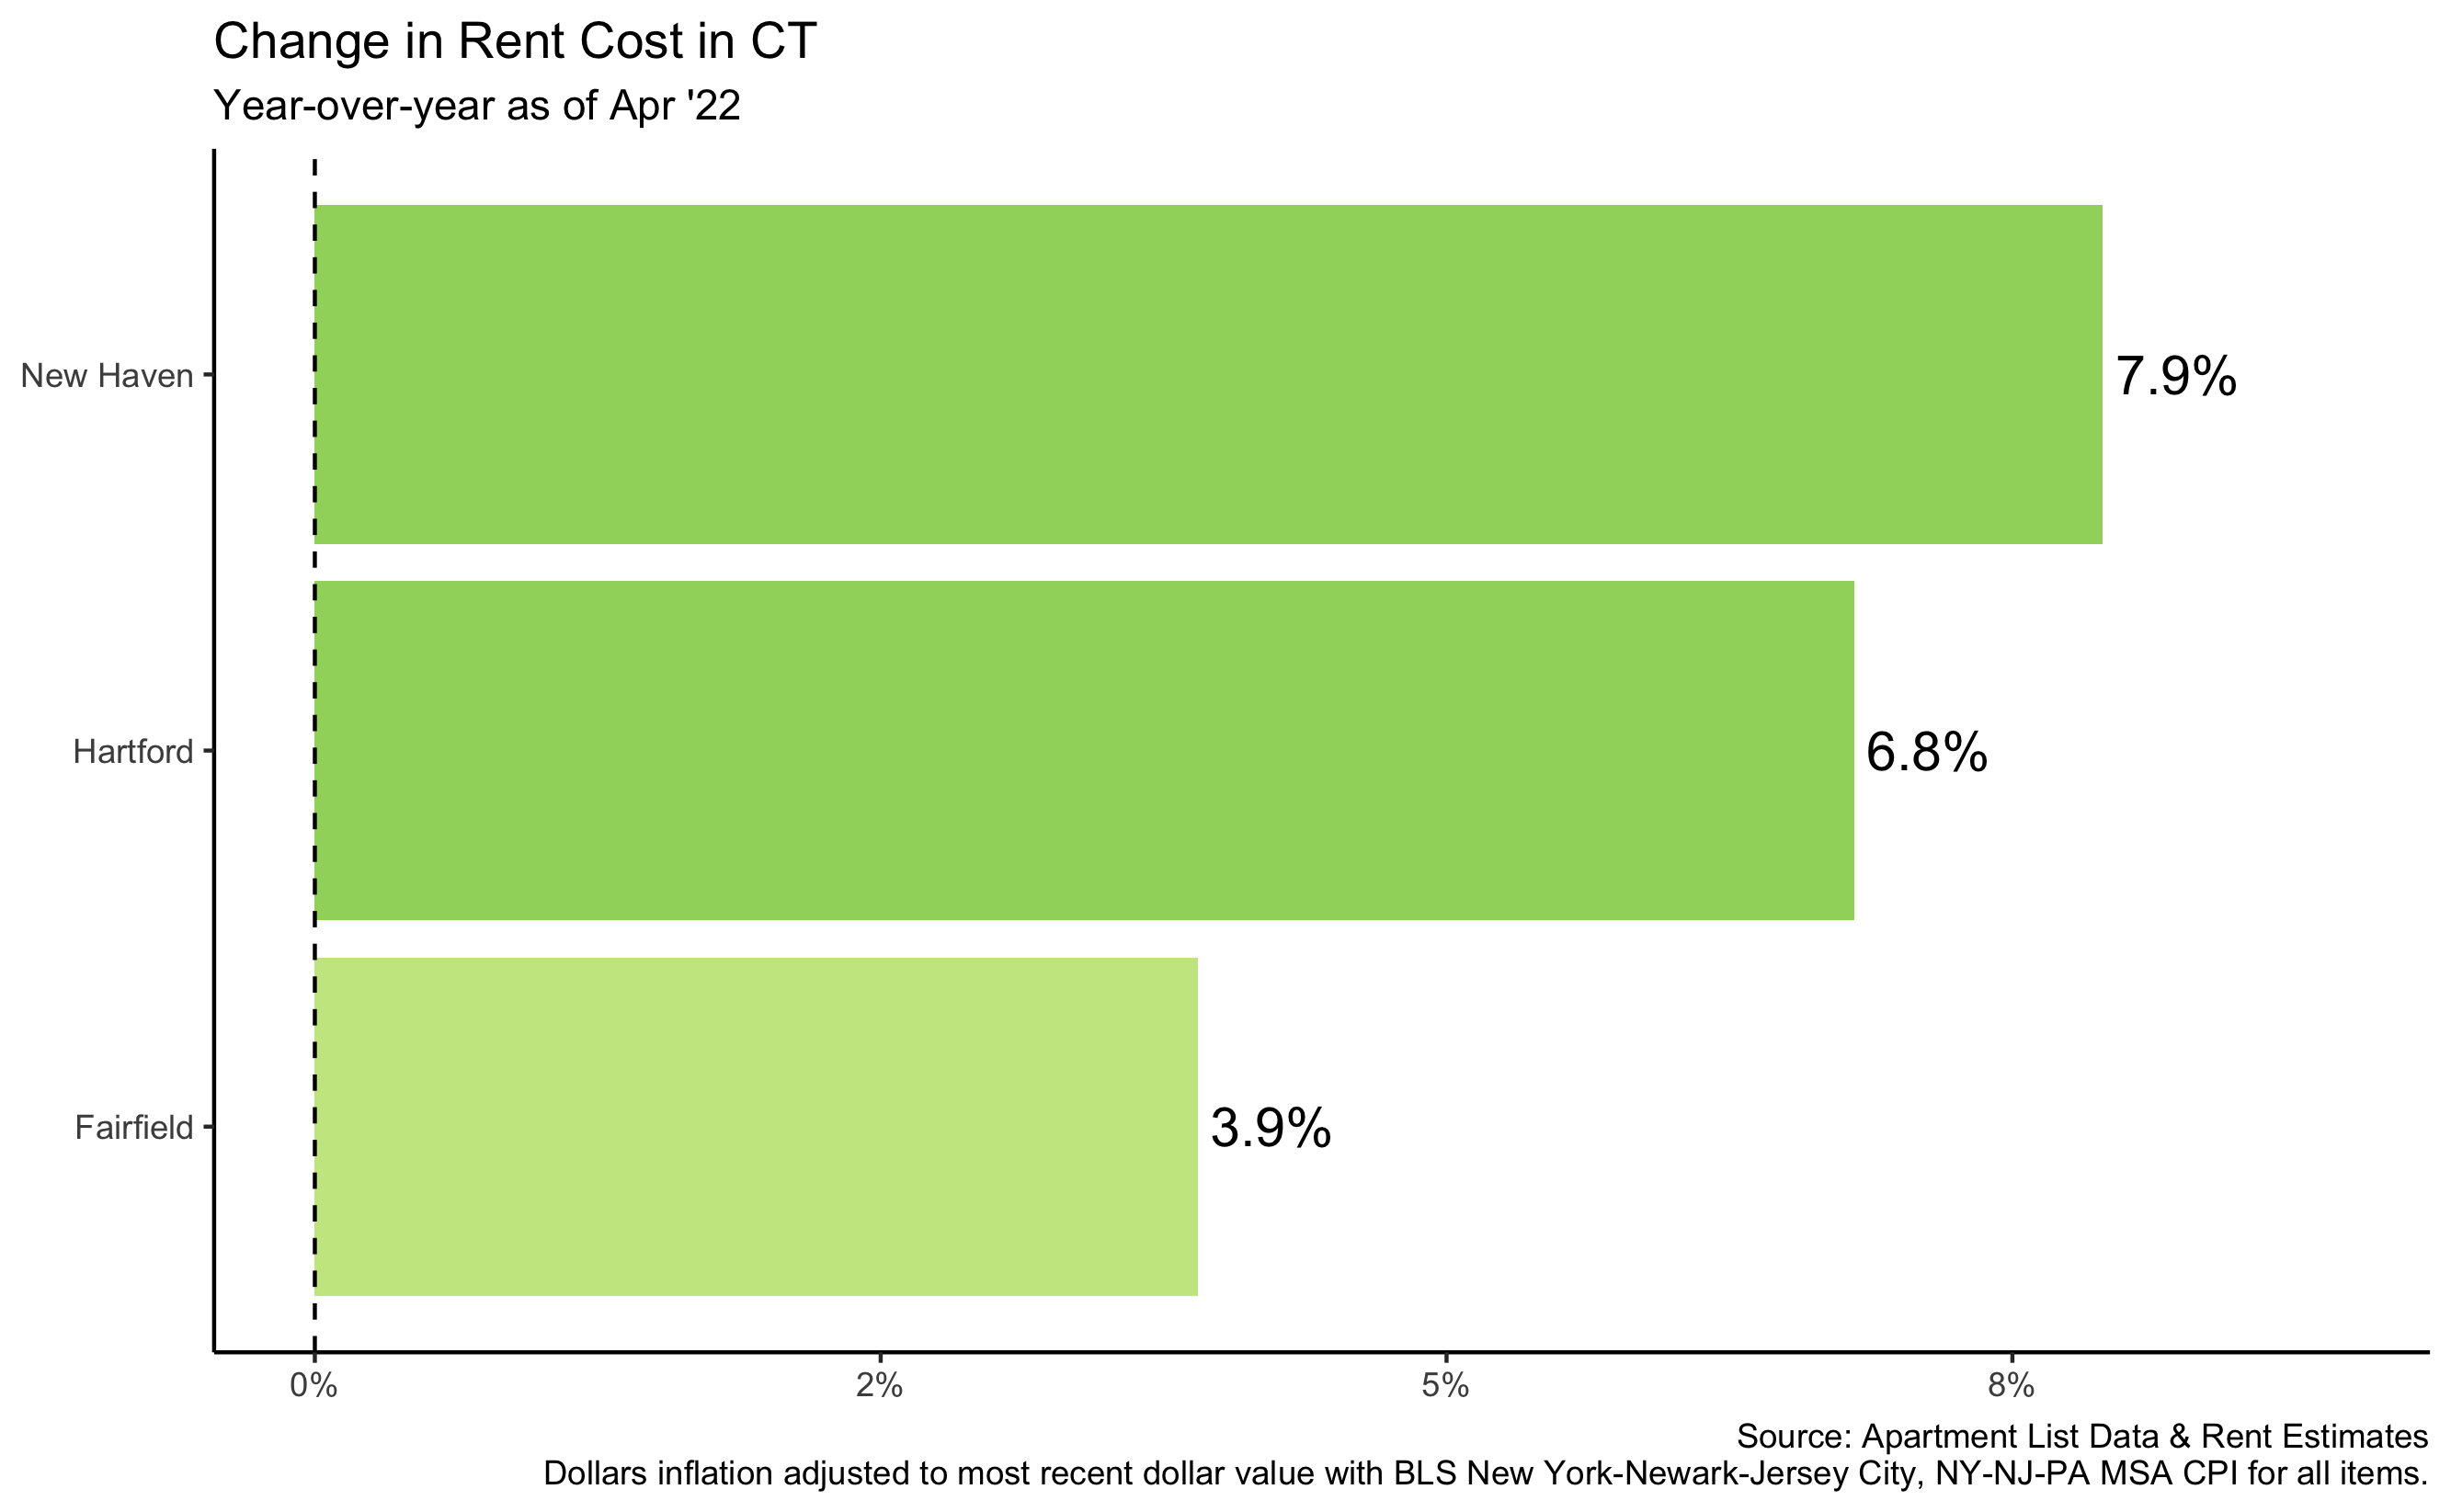 Change in Rent Cost in CT
Year-over-year as of Apr '22
New Haven
7.9%
Hartford
6.8%
Fairfield
3.9%
0% 2% 5% 8%
Source: Apartment List Data & Rent Estimates
Dollars inflation adjusted to most recent dollar value with BLS New York-Newark-Jersey City, NY-NJ-PA MSA CPI for all items.